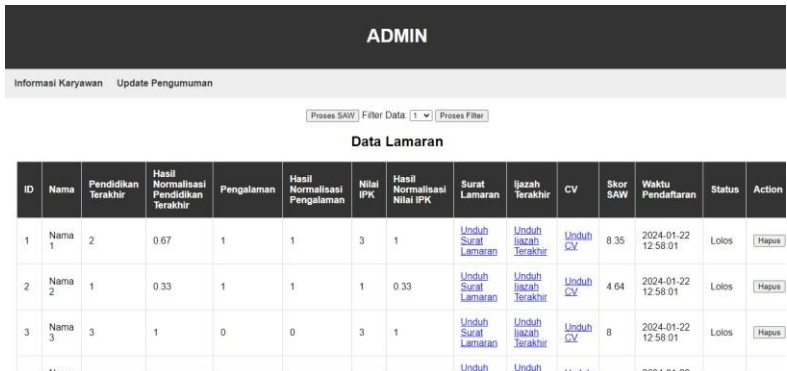 ADMIN
Informasi Karyawan Update Pengumuman
Proses SAW Filter Data: 1 Proses Filter
Data Lamaran
ID Nama Pendidikan Terakhir Hasil Normalisasi Pendidikan Terakhir Pengalaman Hasil Normalisasi Pengalaman Nilai IPK Hasil Normalisasi Nilai IPK Surat Lamaran Ijazah Terakhir CV Skor SAW Waktu Pendaftaran Status Action
1 Nama 1 2 0.67 1 1 3 1 Unduh Surat Lamaran Unduh Ijazah Terakhir Unduh CV 8.35 2024-01-22 12:58:01 Lolos Hapus
2 Nama 2 1 0.33 1 1 1 0.33 Unduh Surat Lamaran Unduh Ijazah Terakhir Unduh CV 4.64 2024-01-22 12:58:01 Lolos Hapus
3 Nama 3 3 1 0 0 3 1 Unduh Surat Lamaran Unduh Ijazah Terakhir Unduh CV 8 2024-01-22 12:58:01 Lolos Hapus
Unduh Unduh